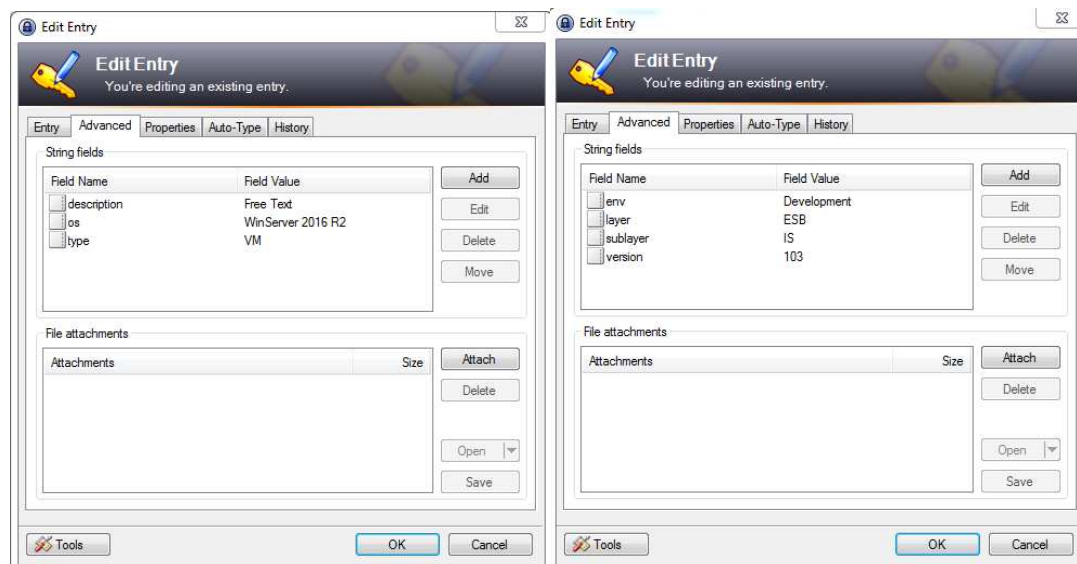 Edit Entry
Edit Entry
You're editing an existing entry.
Entry Advanced Properties Auto-Type History
String fields
Field Name Field Value Add
description Free Text
os WinServer 2016 R2 Edit
type VM Delete
Move
File attachments
Attachments Size Attach
Delete
Open
Save
Tools OK Cancel
Edit Entry
Edit Entry
You're editing an existing entry.
Entry Advanced Properties Auto-Type History
String fields
Field Name Field Value Add
env Development Edit
layer ESB
sublayer IS Delete
version 103 Move
File attachments
Attachments Size Attach
Delete
Open
Save
Tools OK Cancel